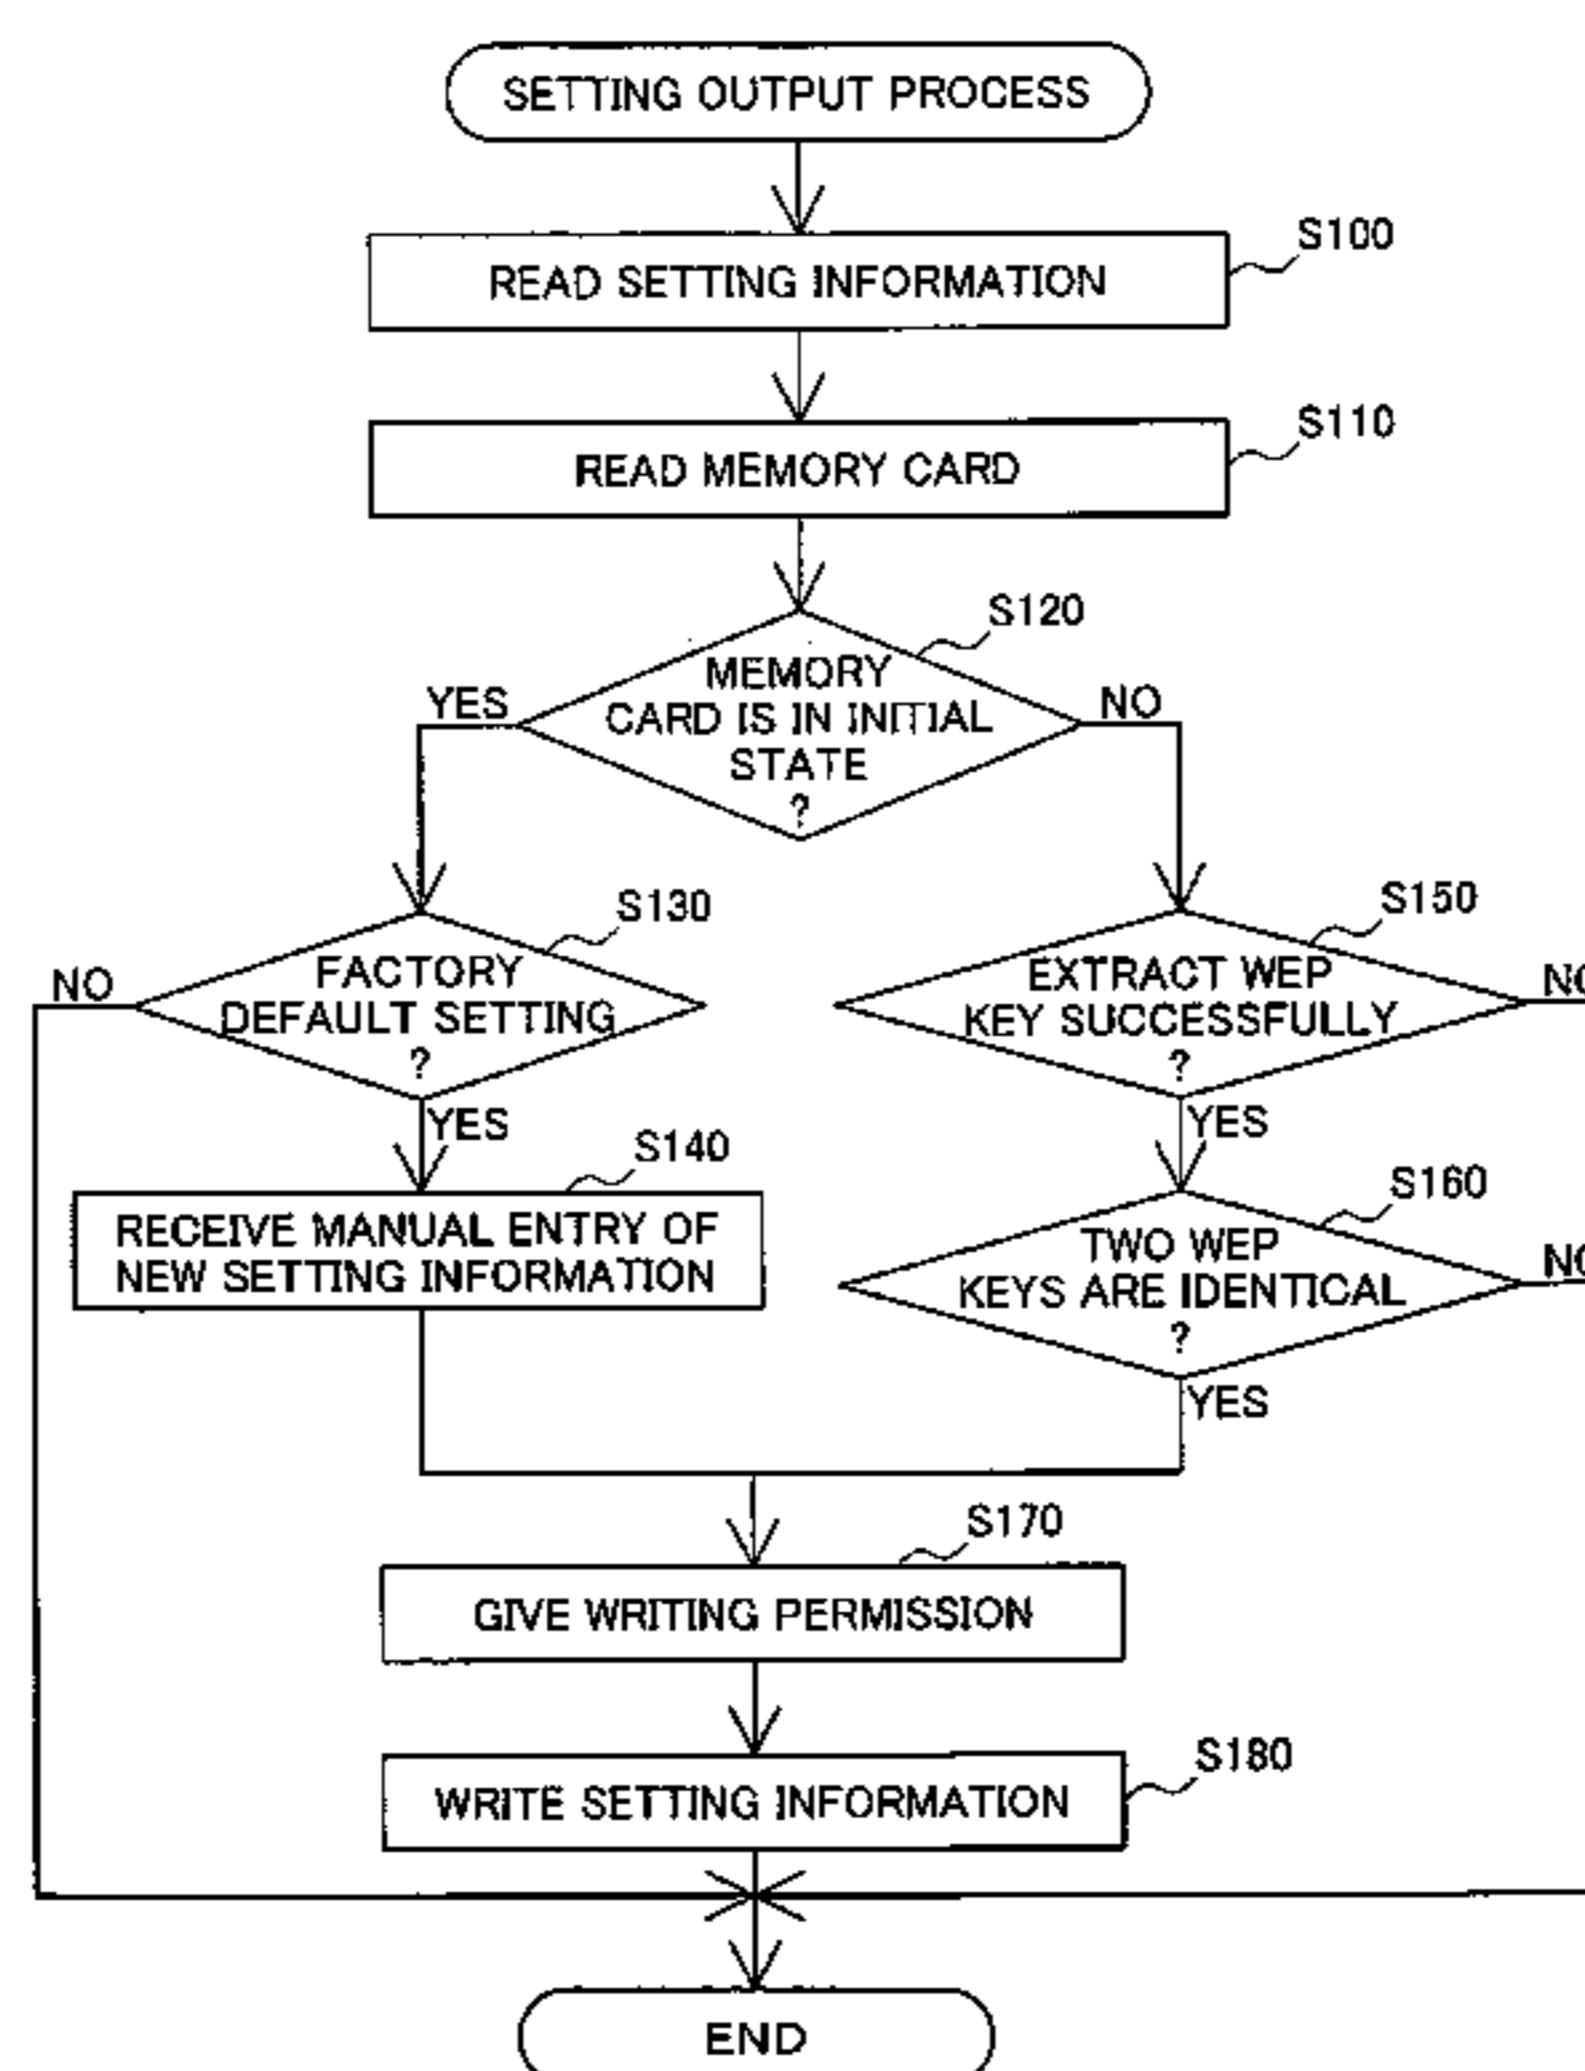 SETTING OUTPUT PROCESS
S100
READ SETTING INFORMATION
S110
READ MEMORY CARD
S120
MEMORY
CARD IS IN INITIAL
STATE
?
YES
NO
S130
FACTORY
DEFAULT SETTING
?
NO
YES
S140
RECEIVE MANUAL ENTRY OF
NEW SETTING INFORMATION
S150
EXTRACT WEP
KEY SUCCESSFULLY
?
NO
YES
S160
TWO WEP
KEYS ARE IDENTICAL
?
NO
YES
S170
GIVE WRITING PERMISSION
S180
WRITE SETTING INFORMATION
END